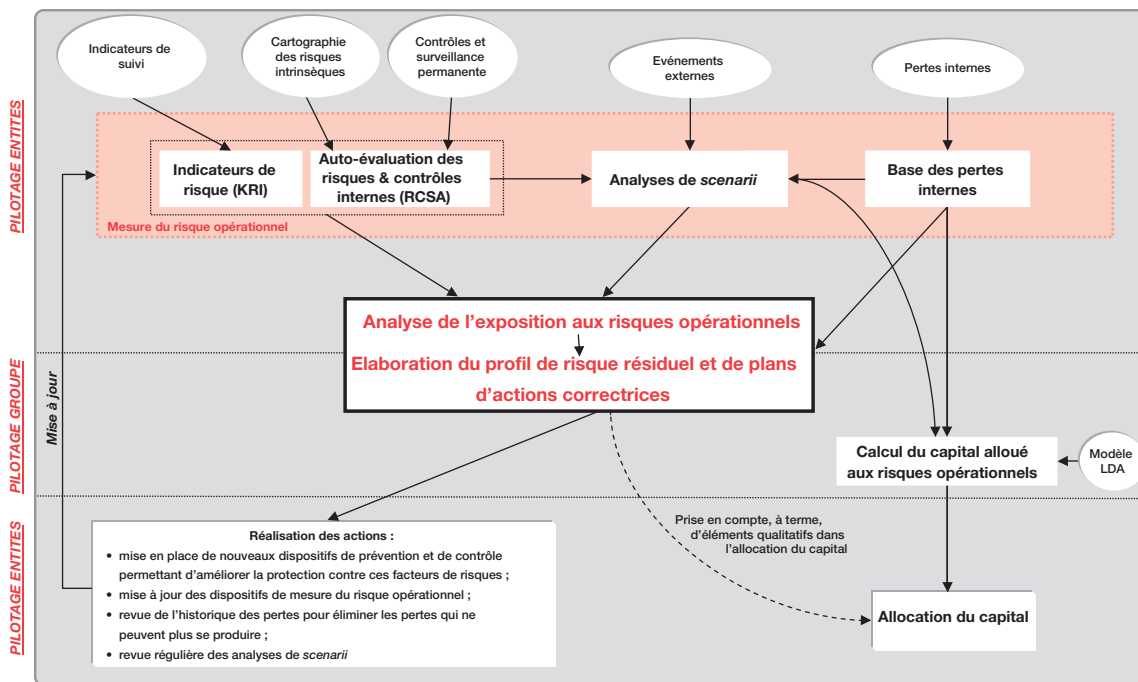 Indicateurs de
suivi
Cartographie
des risques
intrinsèques
Contrôles et
surveillance
permanente
Evénements
externes
Pertes internes
PILOTAGE ENTITES
Indicateurs de
risque (KRI)
Auto-évaluation des
risques & contrôles
internes (RCSA)
Analyses de scenarii
Base des pertes
internes
Mesure du risque opérationnel
Analyse de l’exposition aux risques opérationnels
Elaboration du profil de risque résiduel et de plans
d’actions correctrices
PILOTAGE GROUPE
Mise à jour
Calcul du capital alloué
aux risques opérationnels
Modèle
LDA
PILOTAGE ENTITES
Réalisation des actions :
• mise en place de nouveaux dispositifs de prévention et de contrôle
permettant d’améliorer la protection contre ces facteurs de risques ;
• mise à jour des dispositifs de mesure du risque opérationnel ;
• revue de l’historique des pertes pour éliminer les pertes qui ne
peuvent plus se produire ;
• revue régulière des analyses de scenarii
Prise en compte, à terme,
d’éléments qualitatifs dans
l’allocation du capital
Allocation du capital